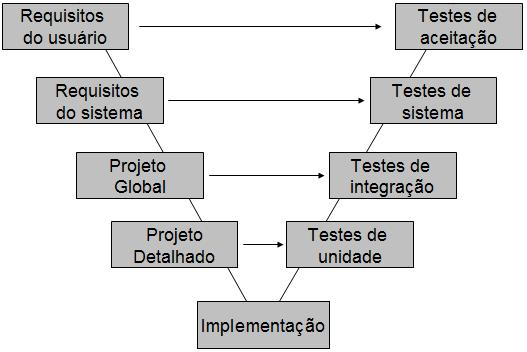 Requisitos
do usuário
Testes de
aceitação
Requisitos
do sistema
Testes de
sistema
Projeto
Global
Testes de
integração
Projeto
Detalhado
Testes de
unidade
Implementação